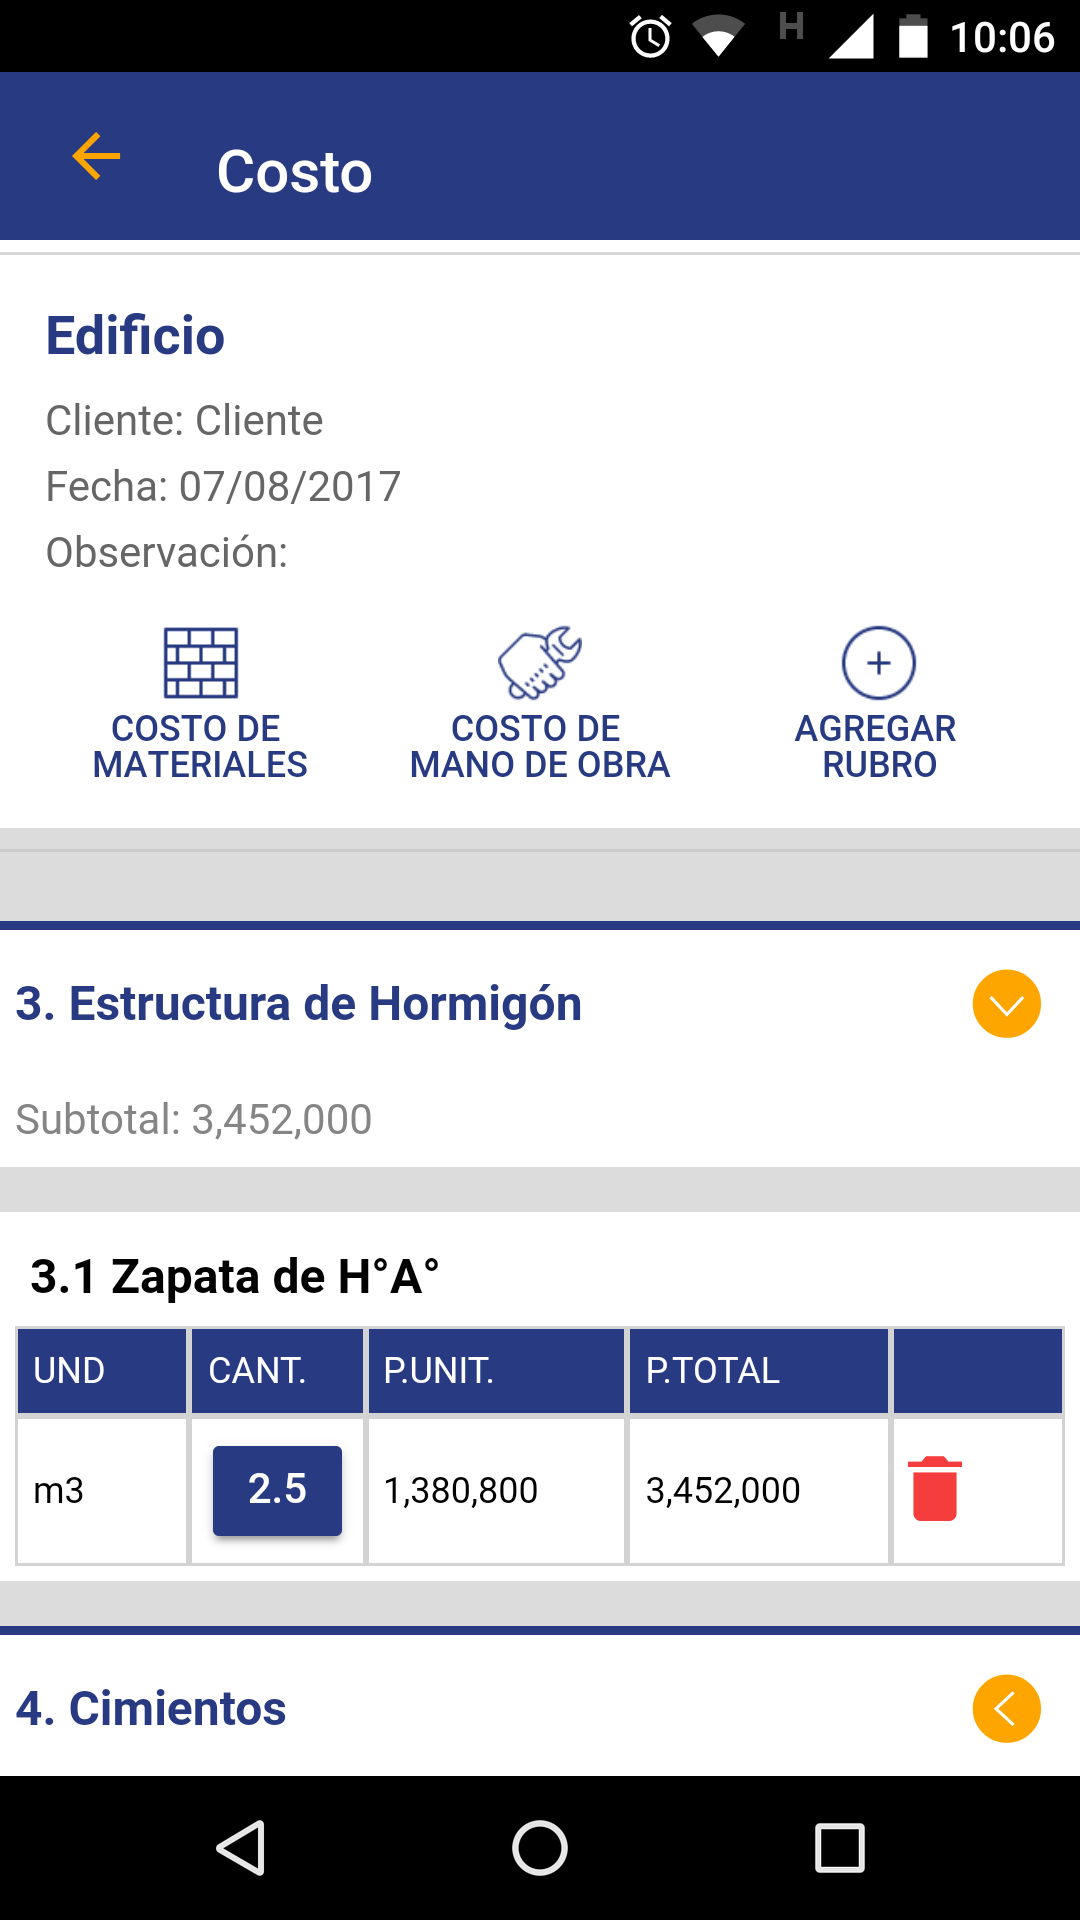 H 10:06
Costo
Edificio
Cliente: Cliente
Fecha: 07/08/2017
Observación:
COSTO DE MATERIALES
COSTO DE MANO DE OBRA
AGREGAR RUBRO
3. Estructura de Hormigón
Subtotal: 3,452,000
3.1 Zapata de H°A°
UND CANT. P.UNIT. P.TOTAL
m3 2.5 1,380,800 3,452,000
4. Cimientos